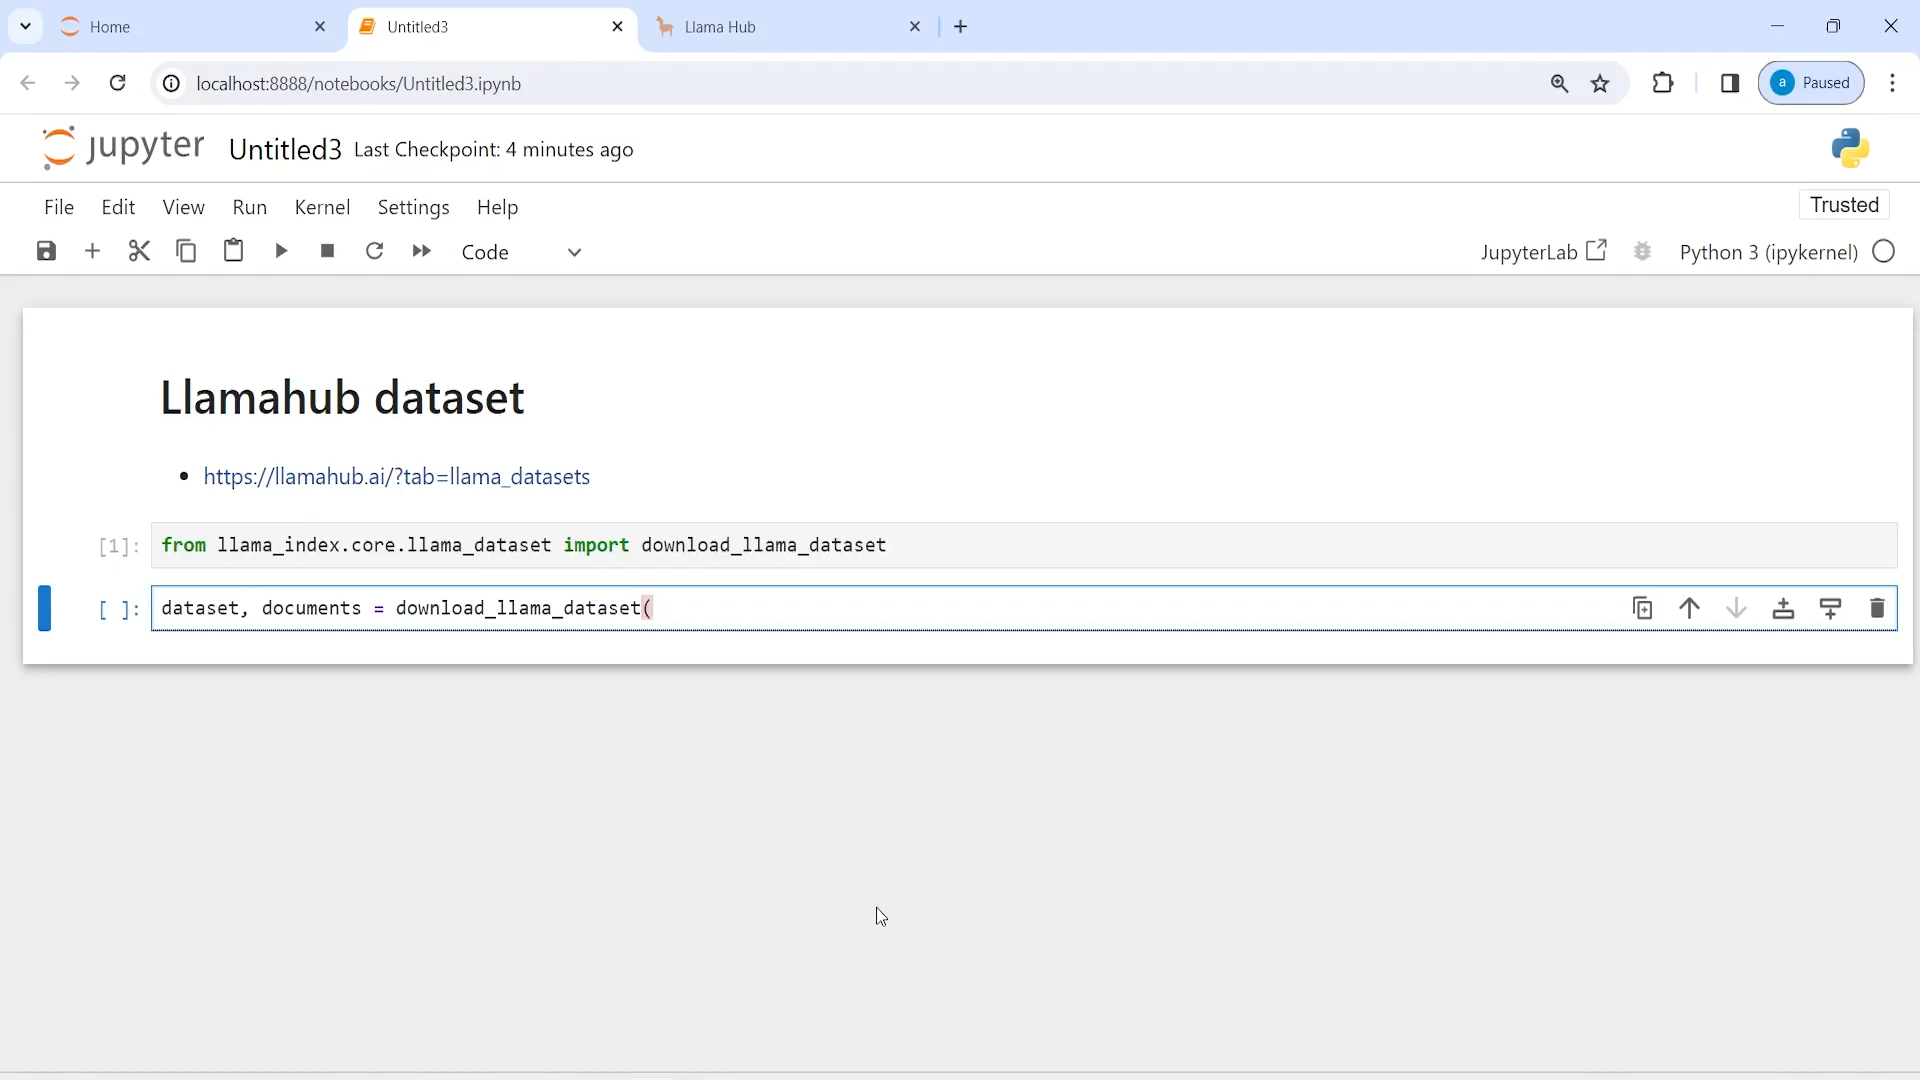 Home
Untitled3
Llama Hub
localhost:8888/notebooks/Untitled3.ipynb
a Paused
jupyter Untitled3 Last Checkpoint: 4 minutes ago
File Edit View Run Kernel Settings Help
Trusted
Code
JupyterLab
Python 3 (ipykernel)
Llamahub dataset
https://llamahub.ai/?tab=llama_datasets
[1]: from llama_index.core.llama_dataset import download_llama_dataset
[ ]: dataset, documents = download_llama_dataset(